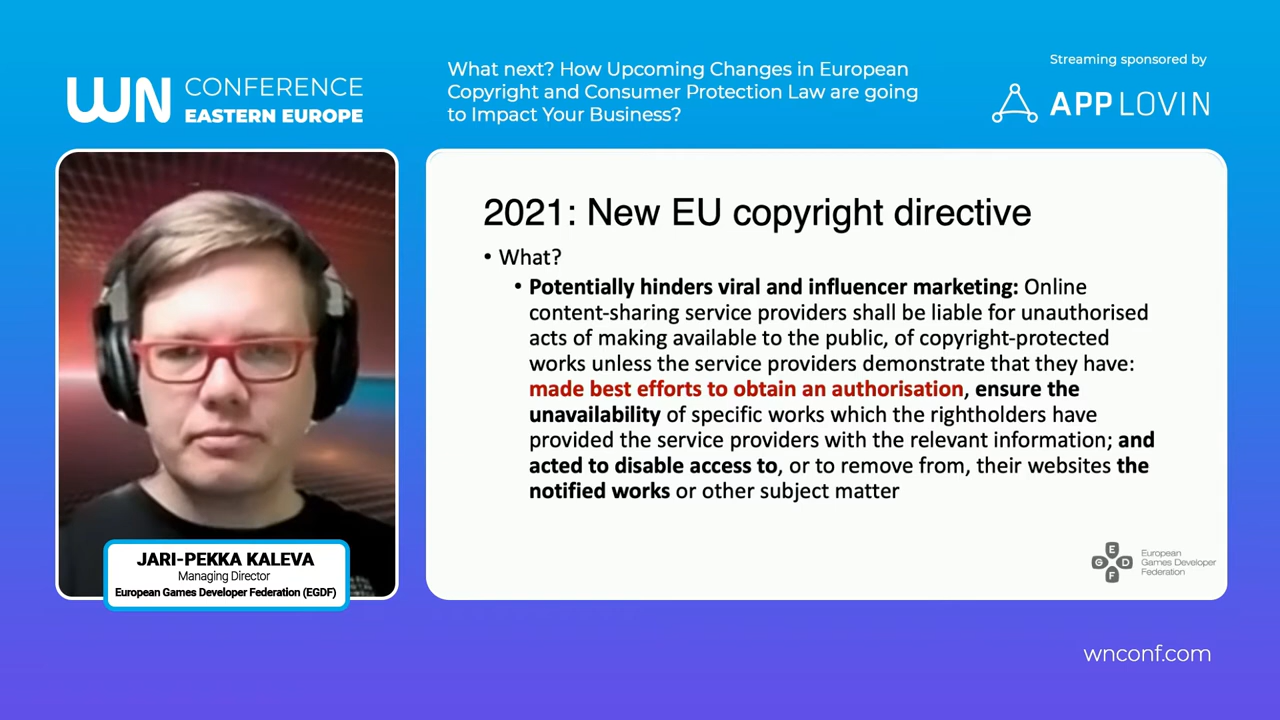 WN CONFERENCE
EASTERN EUROPE
What next? How Upcoming Changes in European
Copyright and Consumer Protection Law are going
to Impact Your Business?
Streaming sponsored by
APPLOVIN
2021: New EU copyright directive
• What?
• Potentially hinders viral and influencer marketing: Online
content-sharing service providers shall be liable for unauthorised
acts of making available to the public, of copyright-protected
works unless the service providers demonstrate that they have:
made best efforts to obtain an authorisation, ensure the
unavailability of specific works which the rightholders have
provided the service providers with the relevant information; and
acted to disable access to, or to remove from, their websites the
notified works or other subject matter
E
G D
F
European
Games Developer
Federation
JARI-PEKKA KALEVA
Managing Director
European Games Developer Federation (EGDF)
wnconf.com